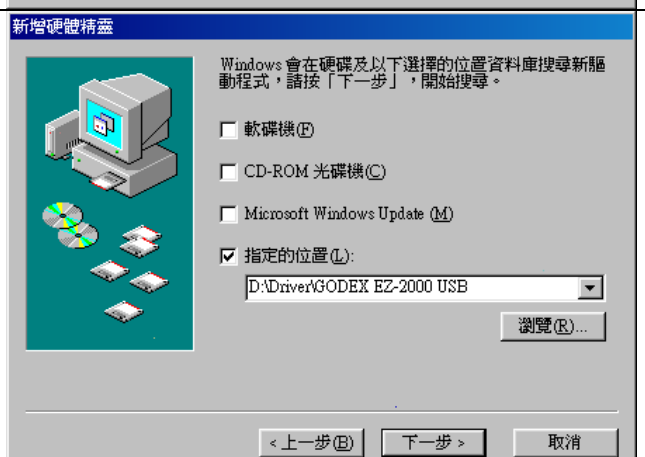 新增硬體精靈
Windows 會在硬碟及以下選擇的位置資料庫搜尋新驅
動程式，請按「下一步」，開始搜尋。
軟碟機(F)
CD-ROM 光碟機(C)
Microsoft Windows Update (M)
指定的位置(L):
D:\Driver\GODEX EZ-2000 USB
瀏覽(R)...
< 上一步(B)
下一步 >
取消